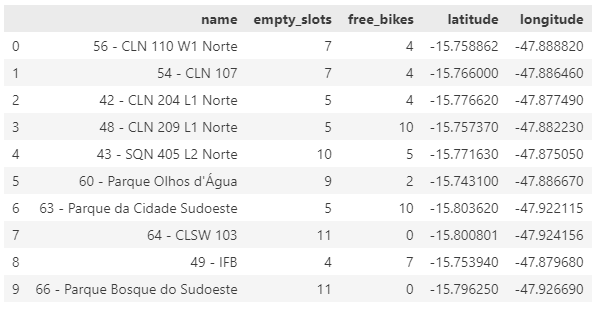 name empty_slots free_bikes latitude longitude
0 56 - CLN 110 W1 Norte 7 4 -15.758862 -47.888820
1 54 - CLN 107 7 4 -15.766000 -47.886460
2 42 - CLN 204 L1 Norte 5 4 -15.776620 -47.877490
3 48 - CLN 209 L1 Norte 5 10 -15.757370 -47.882230
4 43 - SQN 405 L2 Norte 10 5 -15.771630 -47.875050
5 60 - Parque Olhos d'Água 9 2 -15.743100 -47.886670
6 63 - Parque da Cidade Sudoeste 5 10 -15.803620 -47.922115
7 64 - CLSW 103 11 0 -15.800801 -47.924156
8 49 - IFB 4 7 -15.753940 -47.879680
9 66 - Parque Bosque do Sudoeste 11 0 -15.796250 -47.926690